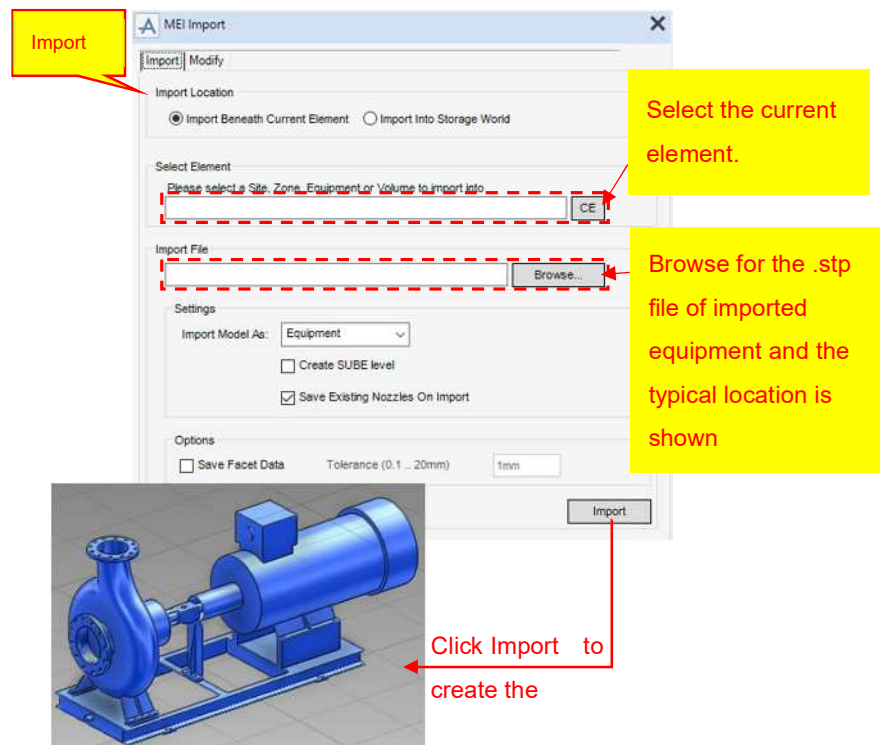 Import
MEI Import
Import Modify
Import Location
Import Beneath Current Element Import Into Storage World
Select the current
element.
Select Element
Please select a Site, Zone, Equipment or Volume to import into
CE
Import File
Browse...
Browse for the .stp
file of imported
equipment and the
typical location is
shown
Settings
Import Model As: Equipment
Create SUBE level
Save Existing Nozzles On Import
Options
Save Facet Data Tolerance (0.1 .. 20mm) 1mm
Import
Click Import to
create the